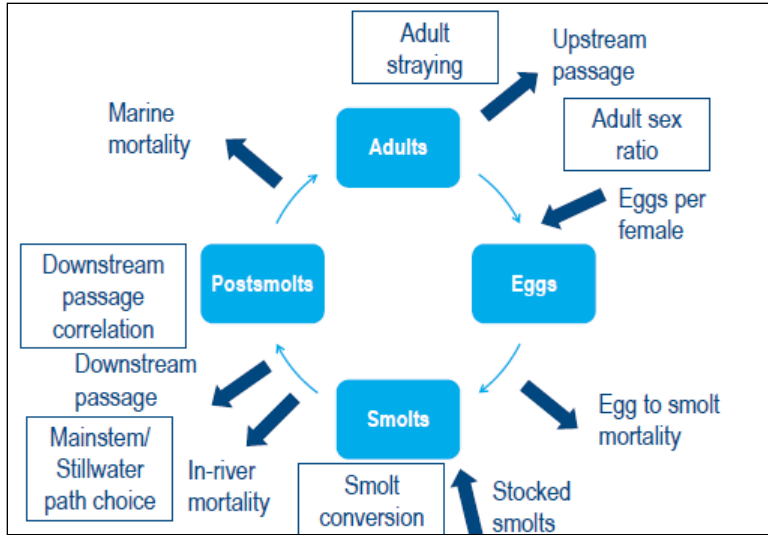 Adult
straying
Upstream
passage
Marine
mortality
Adults
Adult sex
ratio
Eggs per
female
Downstream
passage
correlation
Postsmolts
Eggs
Downstream
passage
Mainstem/
Stillwater
path choice
In-river
mortality
Smolts
Smolt
conversion
Egg to smolt
mortality
Stocked
smolts